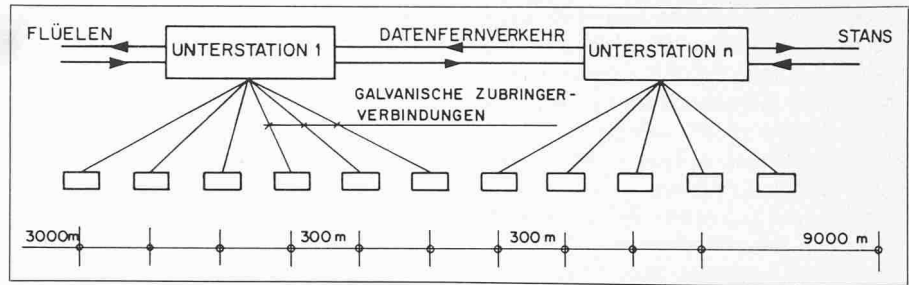 FLÜELEN
UNTERSTATION 1
DATENFERNVERKEHR
UNTERSTATION n
STANS
GALVANISCHE ZUBRINGER-
VERBINDUNGEN
3000m
300 m
300 m
9000 m